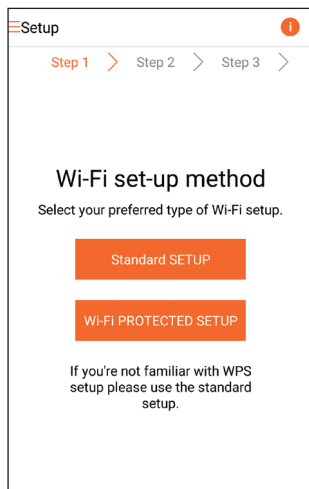 Setup
Step 1 Step 2 Step 3
Wi-Fi set-up method
Select your preferred type of Wi-Fi setup.
Standard SETUP
Wi-Fi PROTECTED SETUP
If you're not familiar with WPS
setup please use the standard
setup.